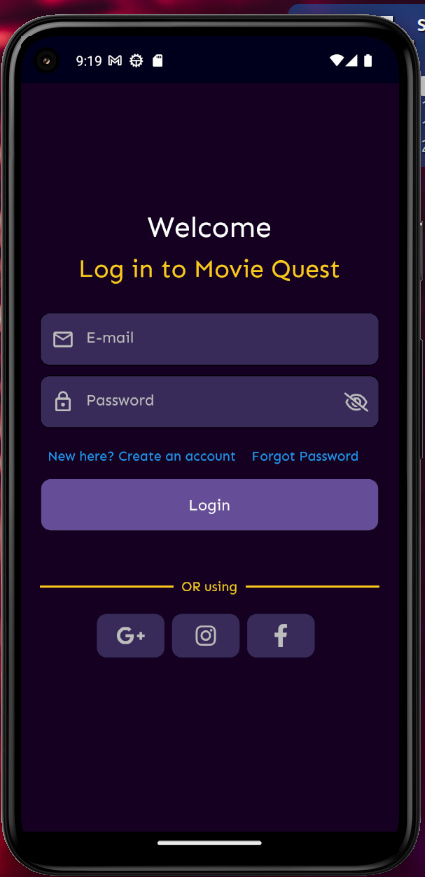 9:19
Welcome
Log in to Movie Quest
E-mail
Password
New here? Create an account Forgot Password
Login
OR using
G+